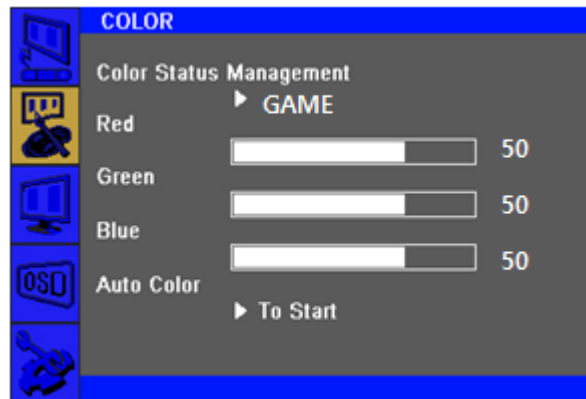 COLOR
Color Status Management
GAME
Red
50
Green
50
Blue
50
OSD
Auto Color
To Start